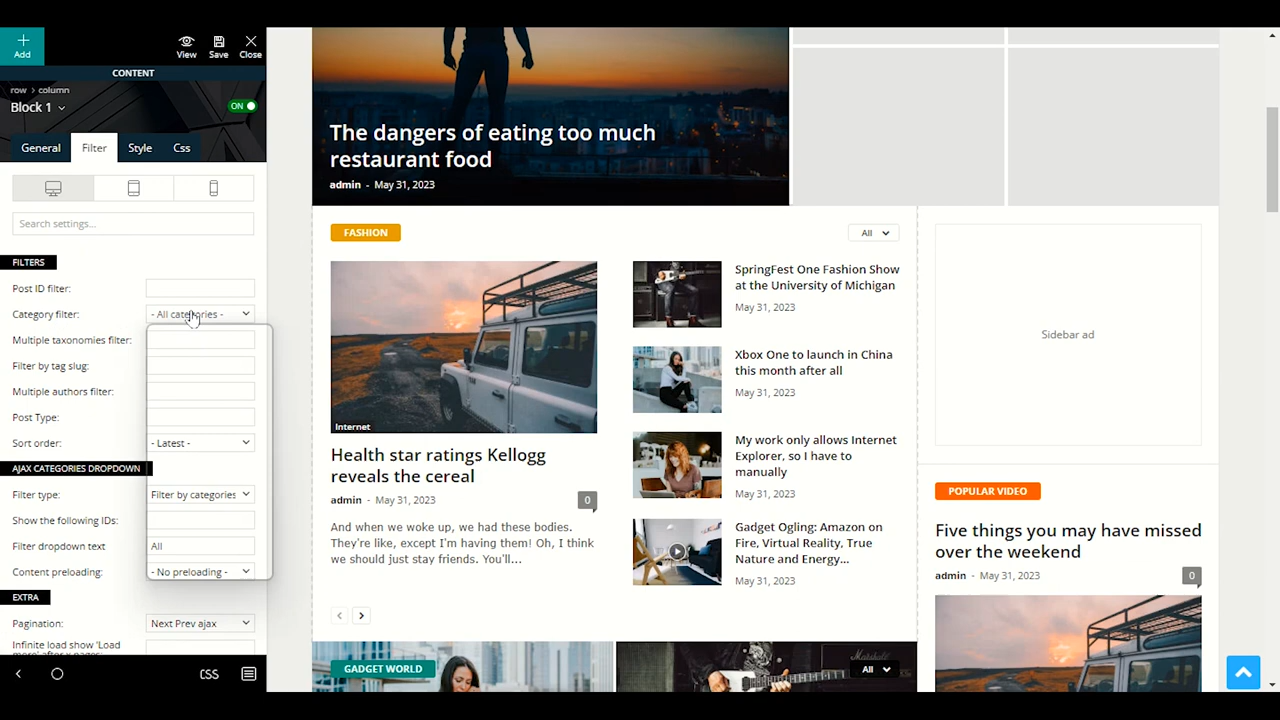 Add
View
Save
Close
CONTENT
row > column
Block 1
ON
General
Filter
Style
Css
Search settings...
FILTERS
Post ID filter:
Category filter:
- All categories -
Multiple taxonomies filter:
Filter by tag slug:
Multiple authors filter:
Post Type:
Sort order:
- Latest -
AJAX CATEGORIES DROPDOWN
Filter type:
Filter by categories
Show the following IDs:
Filter dropdown text
All
Content preloading:
- No preloading -
EXTRA
Pagination:
Next Prev ajax
Infinite load show 'Load
more' after x pages:
CSS
The dangers of eating too much
restaurant food
admin - May 31, 2023
FASHION
All
Internet
Health star ratings Kellogg
reveals the cereal
admin - May 31, 2023
0
And when we woke up, we had these bodies.
They're like, except I'm having them! Oh, I think
we should just stay friends. You'll...
SpringFest One Fashion Show
at the University of Michigan
May 31, 2023
Xbox One to launch in China
this month after all
May 31, 2023
My work only allows Internet
Explorer, so I have to
manually
May 31, 2023
Gadget Ogling: Amazon on
Fire, Virtual Reality, True
Nature and Energy...
May 31, 2023
GADGET WORLD
Marshall
All
Sidebar ad
POPULAR VIDEO
Five things you may have missed
over the weekend
admin - May 31, 2023
0